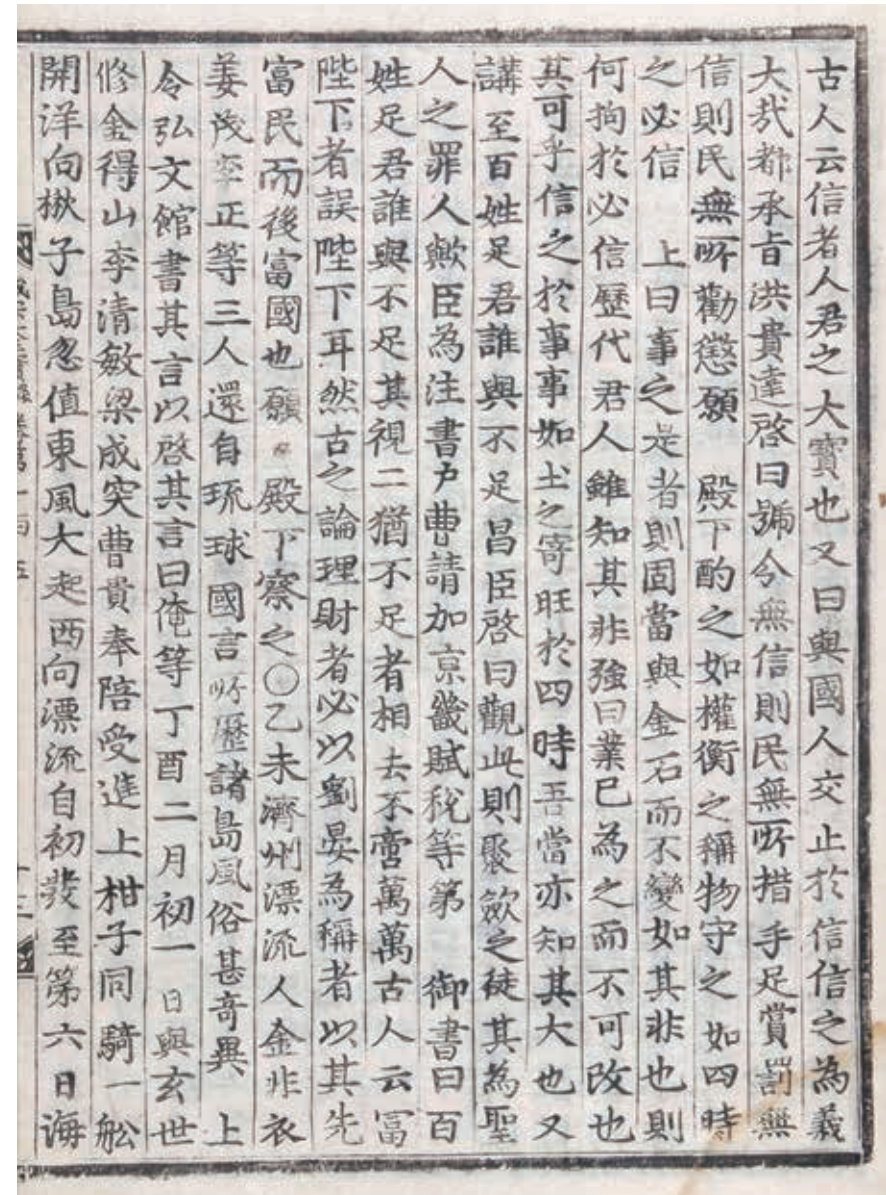 古人云信者人君之大寶也又曰與國人交止於信信之為義
大㢤都承旨洪貴達啓曰號令無信則民無所措手足賞罰無
信則民無所勸懲願 殿下酌之如權衡之稱物守之如四時
之必信 上曰事之是者則固當與金石而不變如其非也則
何拘於必信歷代君人雖知其非強曰業已為之而不可改也
其可乎信之於事事如土之寄旺於四時吾當亦知其大也又
講至百姓足君誰與不足昌臣啓曰觀此則聚斂之徒其為聖
人之罪人歟臣為注書戶曹請加京畿賦稅等第 御書曰百
姓足君誰與不足其視二猶不足者相去不啻萬萬古人云富
陛下者誤陛下耳然古之論理財者必以劉晏為稱者以其先
富民而後富國也願 殿下察之○乙未濟州漂流人金非衣
姜茂李正等三人還自琉球國言所歷諸島風俗甚奇異 上
令弘文館書其言以啓其言曰俺等丁酉二月初一日與玄世
修金得山李清敏梁成突曹貴奉陪受進上柑子同騎一船
開洋向楸子島忽值東風大起西向漂流自初發至第六日海